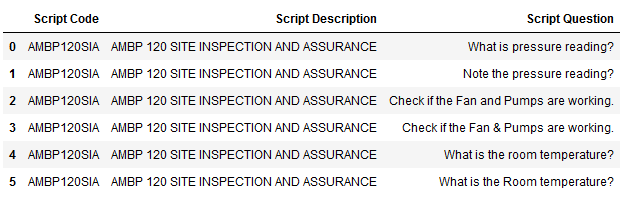 Script Code Script Description Script Question
0 AMBP120SIA AMBP 120 SITE INSPECTION AND ASSURANCE What is pressure reading?
1 AMBP120SIA AMBP 120 SITE INSPECTION AND ASSURANCE Note the pressure reading?
2 AMBP120SIA AMBP 120 SITE INSPECTION AND ASSURANCE Check if the Fan and Pumps are working.
3 AMBP120SIA AMBP 120 SITE INSPECTION AND ASSURANCE Check if the Fan & Pumps are working.
4 AMBP120SIA AMBP 120 SITE INSPECTION AND ASSURANCE What is the room temperature?
5 AMBP120SIA AMBP 120 SITE INSPECTION AND ASSURANCE What is the Room temperature?